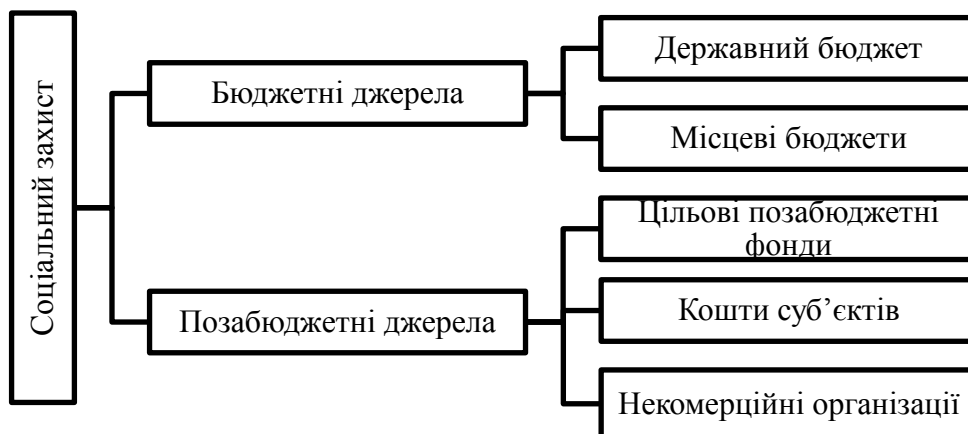 Соціальний захист
Бюджетні джерела
Державний бюджет
Місцеві бюджети
Позабюджетні джерела
Цільові позабюджетні
фонди
Кошти суб’єктів
Некомерційні організації